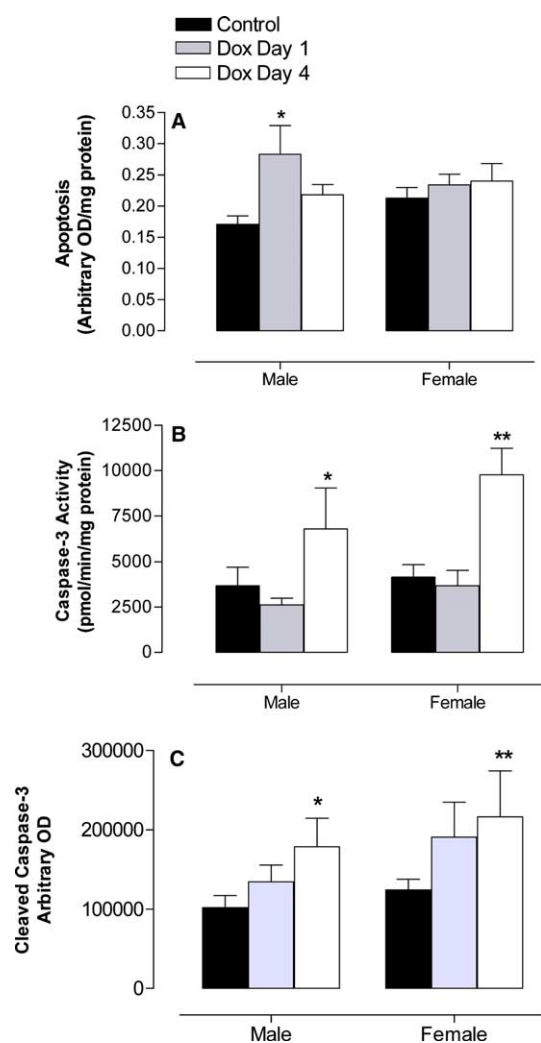 Control
Dox Day 1
Dox Day 4
A
*
Apoptosis
(Arbitrary OD/mg protein)
0.35
0.30
0.25
0.20
0.15
0.10
0.05
0.00
Male
Female
B
*
**
Caspase-3 Activity
(pmol/min/mg protein)
12500
10000
7500
5000
2500
0
Male
Female
C
*
**
Cleaved Caspase-3
Arbitrary OD
300000
200000
100000
0
Male
Female